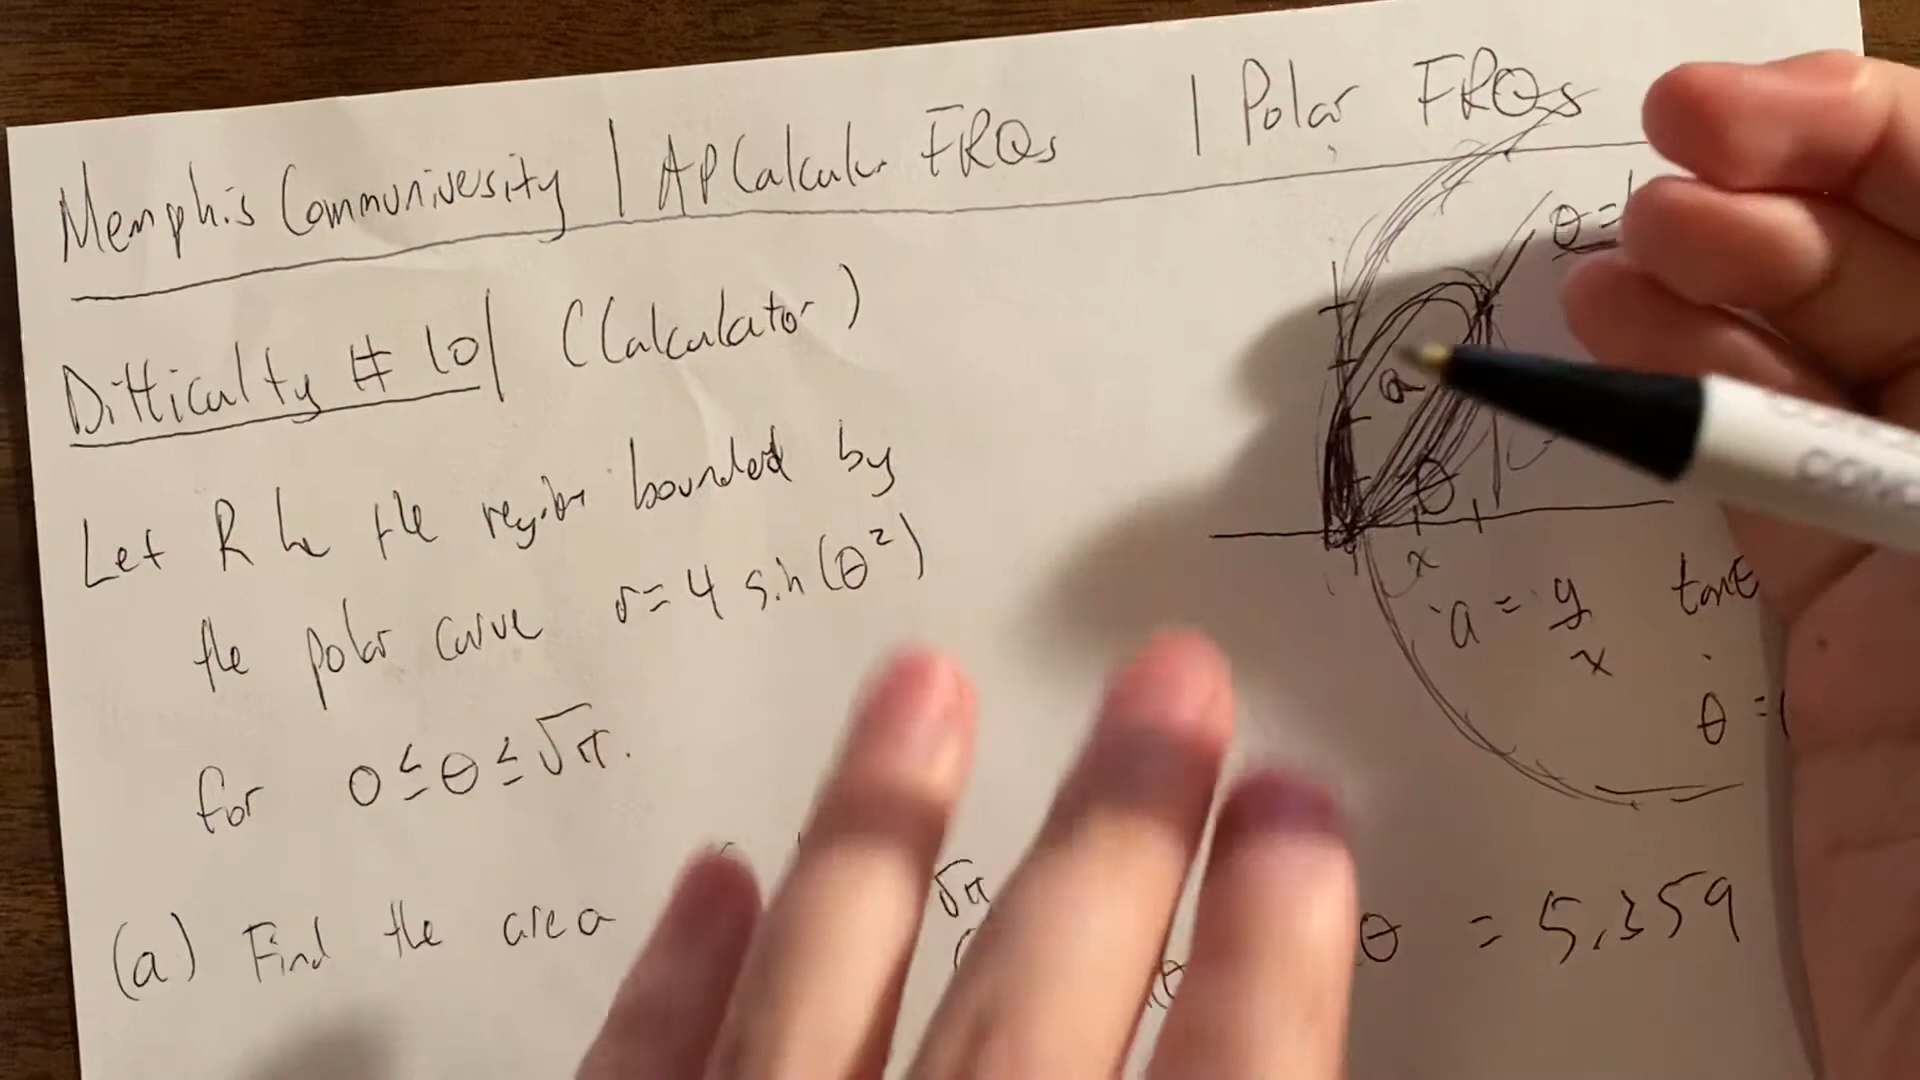 Memphis Communiversity | AP Calculus FRQs | Polar FRQs
Difficulty # 10 (Calculator)
Let R be the region bounded by
the polar curve r = 4 sin(θ²)
for 0 ≤ θ ≤ √π.
(a) Find the area
√π
θ = 5.359
θ =
a
θ
x
a = y/x
tanθ
θ =